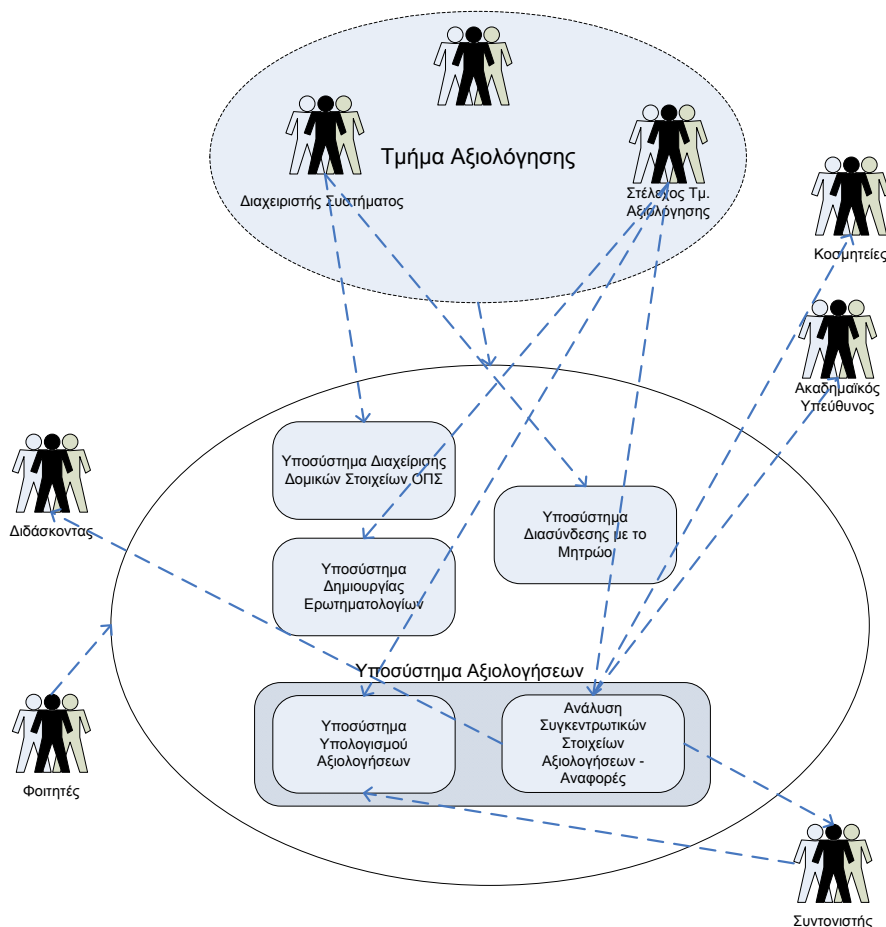 Τμήμα Αξιολόγησης
Διαχειριστής Συστήματος
Στέλεχος Τμ.
Αξιολόγησης
Κοσμητείες
Ακαδημαϊκός
Υπεύθυνος
Υποσύστημα Διαχείρισης
Δομικών Στοιχείων ΟΠΣ
Υποσύστημα
Διασύνδεσης με το
Μητρώο
Διδάσκοντας
Υποσύστημα
Δημιουργίας
Ερωτηματολογίων
Υποσύστημα Αξιολογήσεων
Υποσύστημα
Υπολογισμού
Αξιολογήσεων
Ανάλυση
Συγκεντρωτικών
Στοιχείων
Αξιολογήσεων -
Αναφορές
Φοιτητές
Συντονιστής